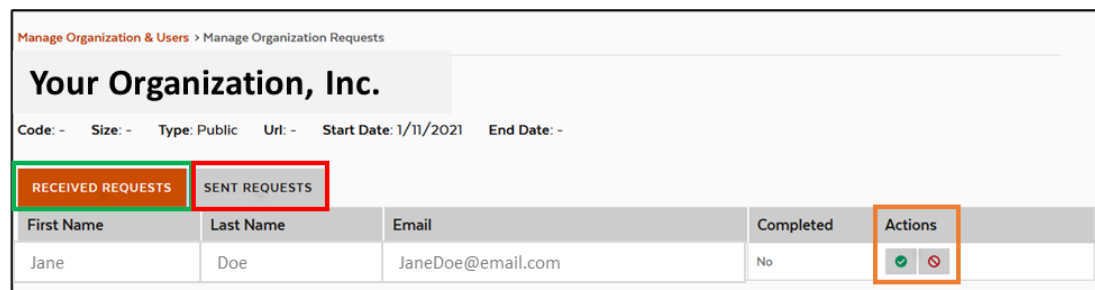 Manage Organization & Users > Manage Organization Requests
Your Organization, Inc.
Code: - Size: - Type: Public Url: - Start Date: 1/11/2021 End Date: -
RECEIVED REQUESTS SENT REQUESTS
First Name Last Name Email Completed Actions
Jane Doe JaneDoe@email.com No